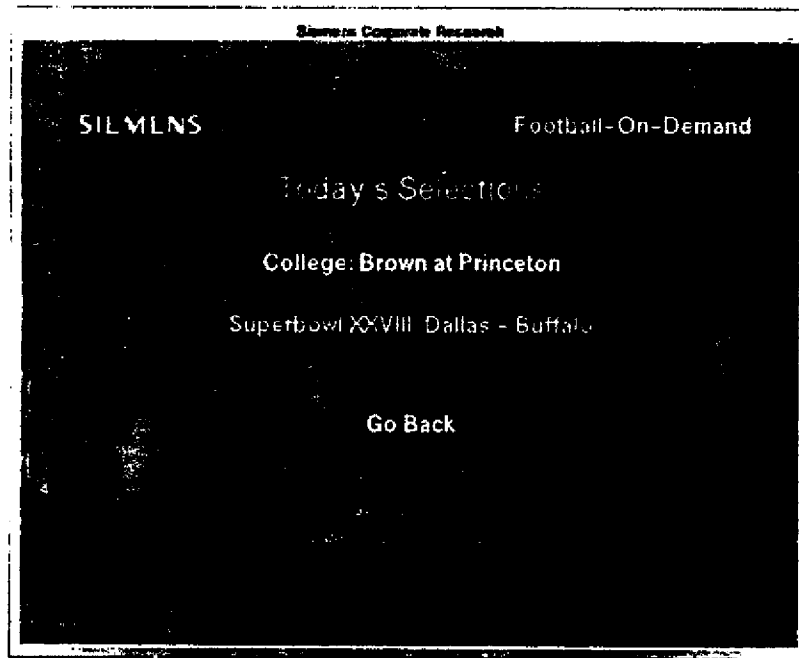 Siemens Corporate Research
SIEMENS Football-On-Demand
Today's Selections
College: Brown at Princeton
Superbowl XXVIII: Dallas - Buffalo
Go Back